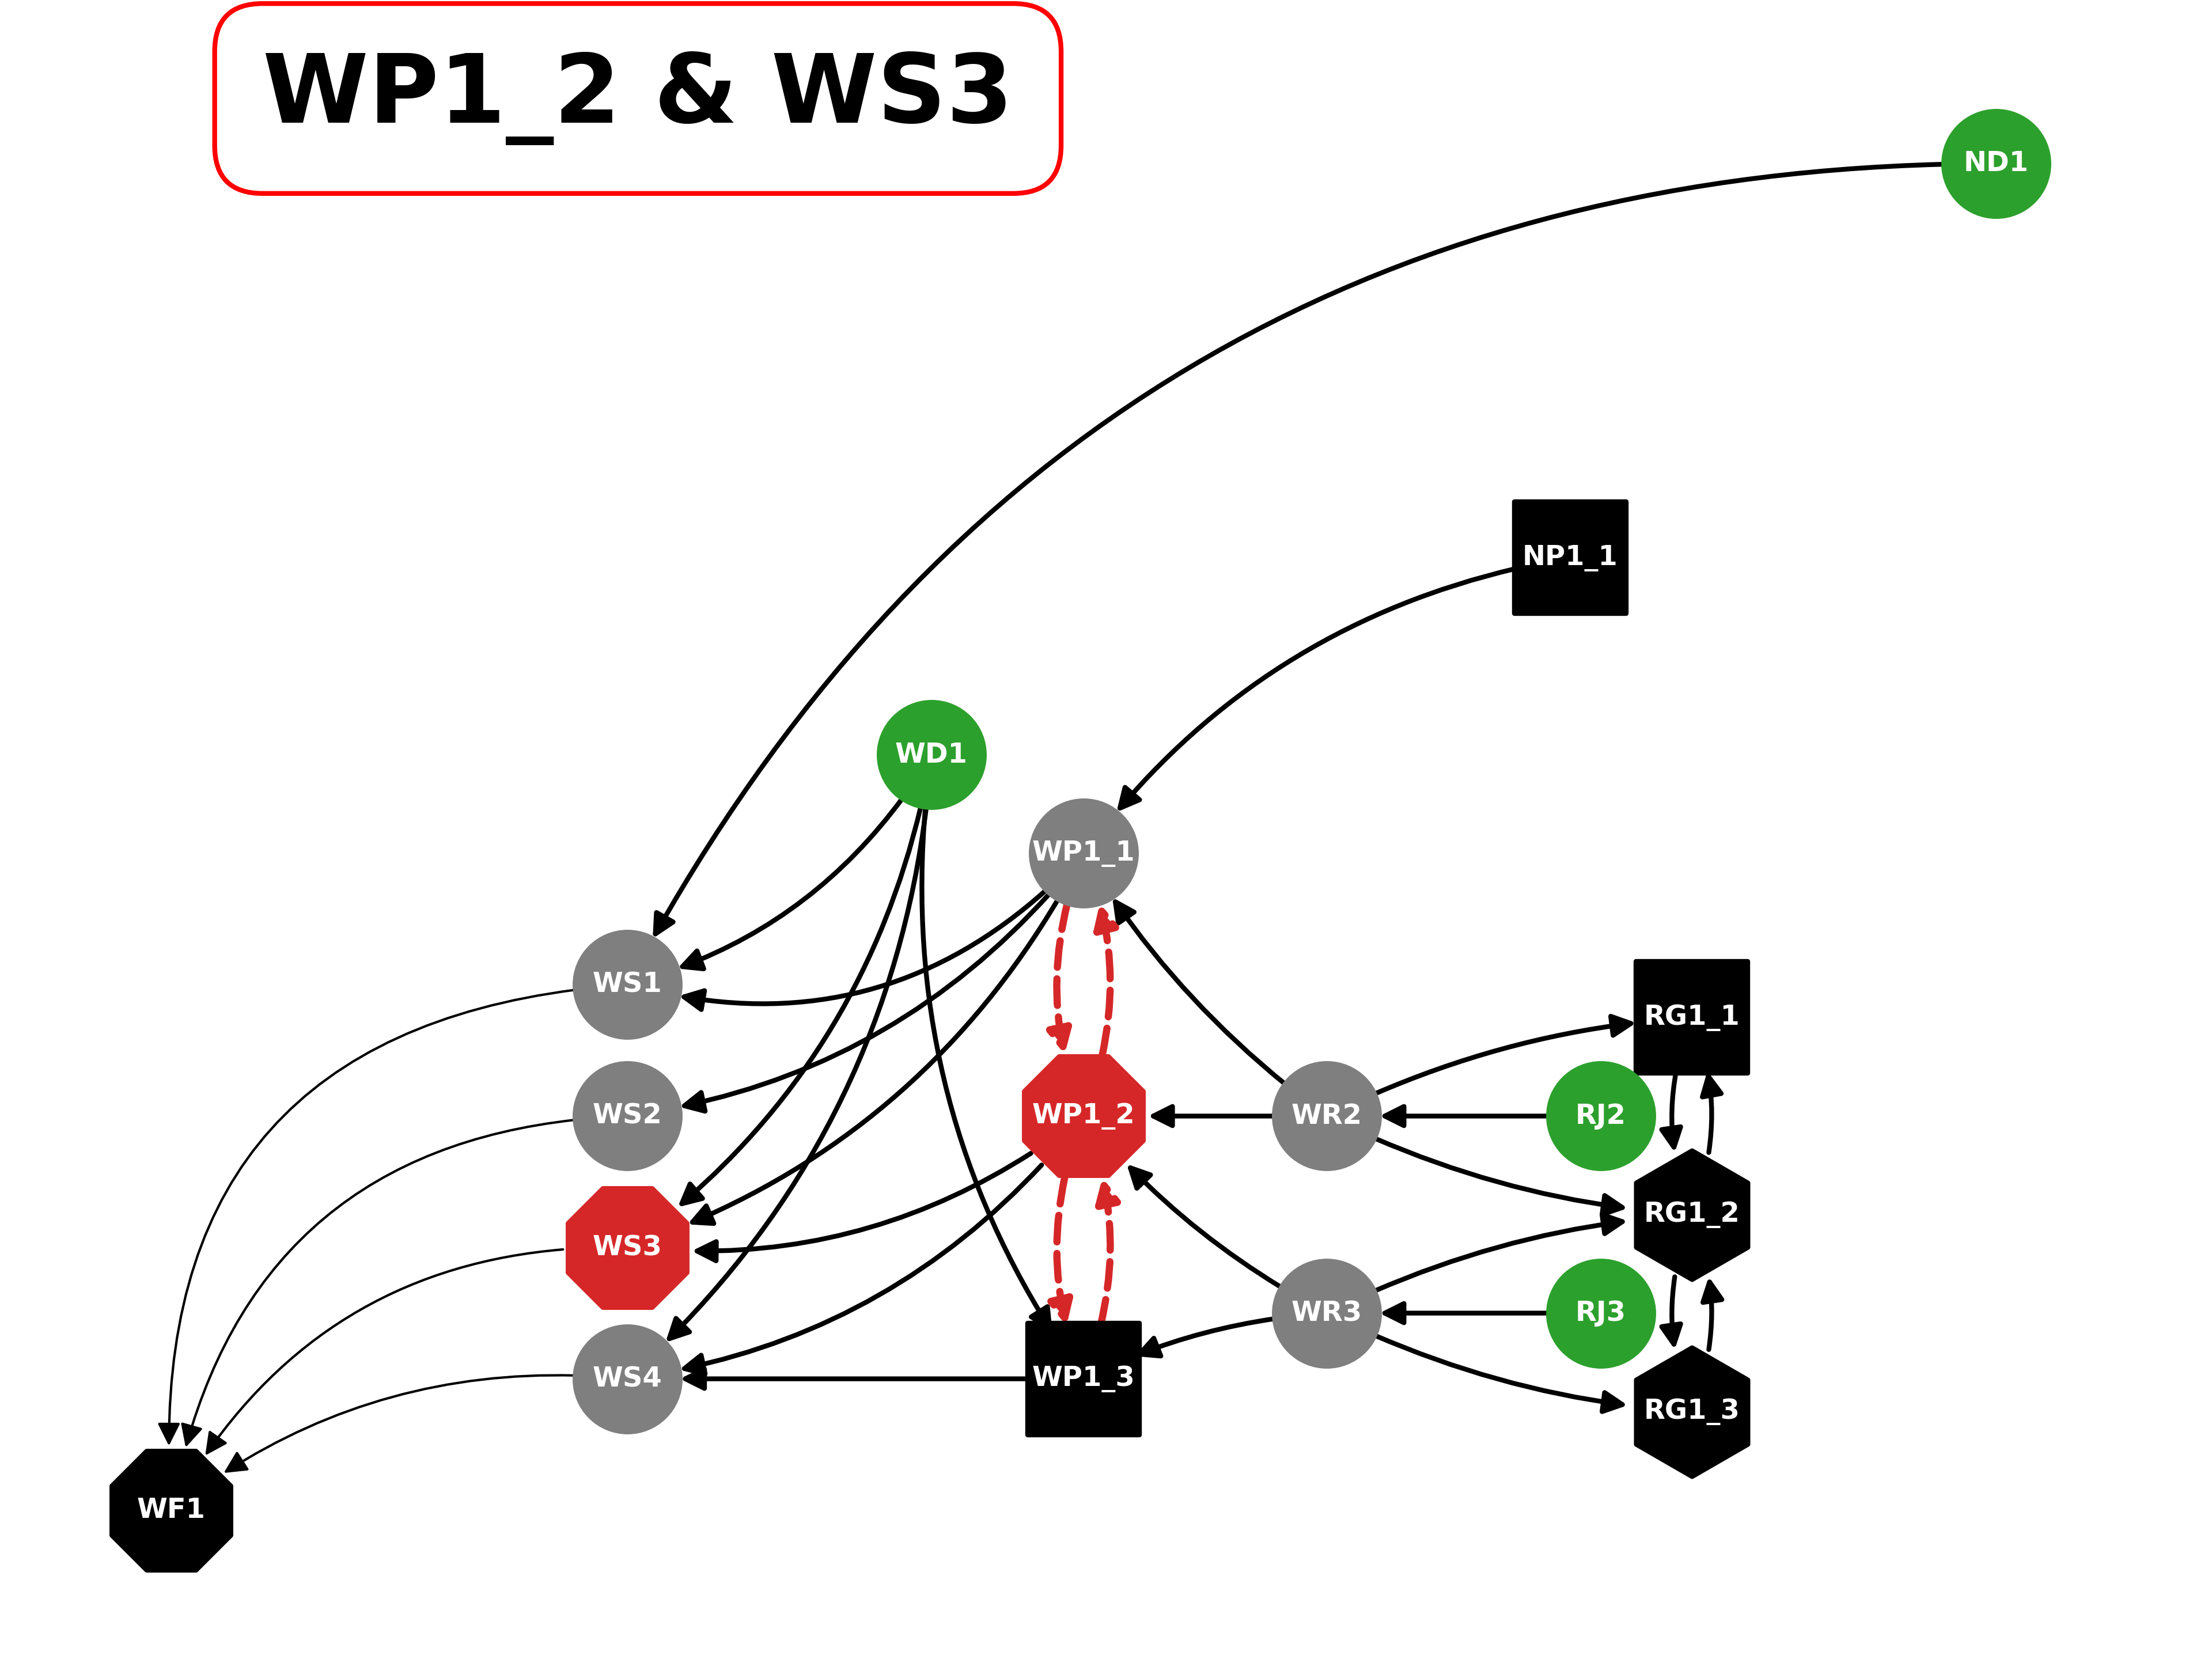 WP1_2 & WS3
ND1
NP1_1
WD1
WP1_1
WS1
RG1_1
WS2
WP1_2
WR2
RJ2
RG1_2
WS3
WR3
RJ3
WS4
WP1_3
RG1_3
WF1